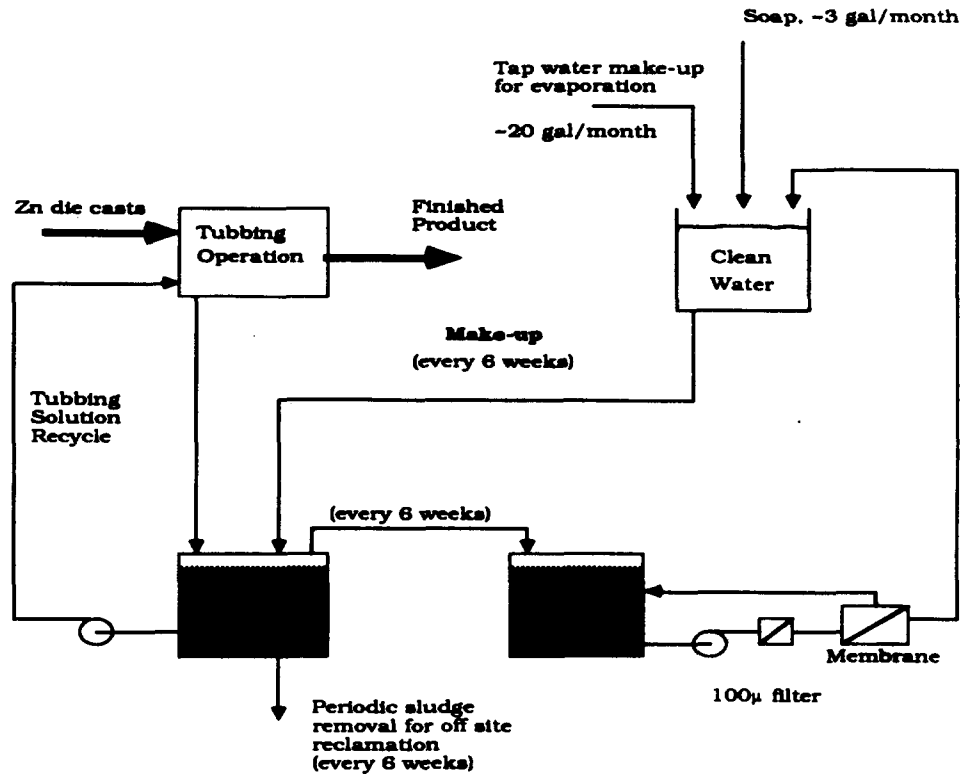 Soap, ~3 gal/month
Tap water make-up
for evaporation
~20 gal/month
Zn die casts
Tubbing
Operation
Finished
Product
Clean
Water
Make-up
(every 6 weeks)
Tubbing
Solution
Recycle
(every 6 weeks)
Membrane
100μ filter
Periodic sludge
removal for off site
reclamation
(every 6 weeks)